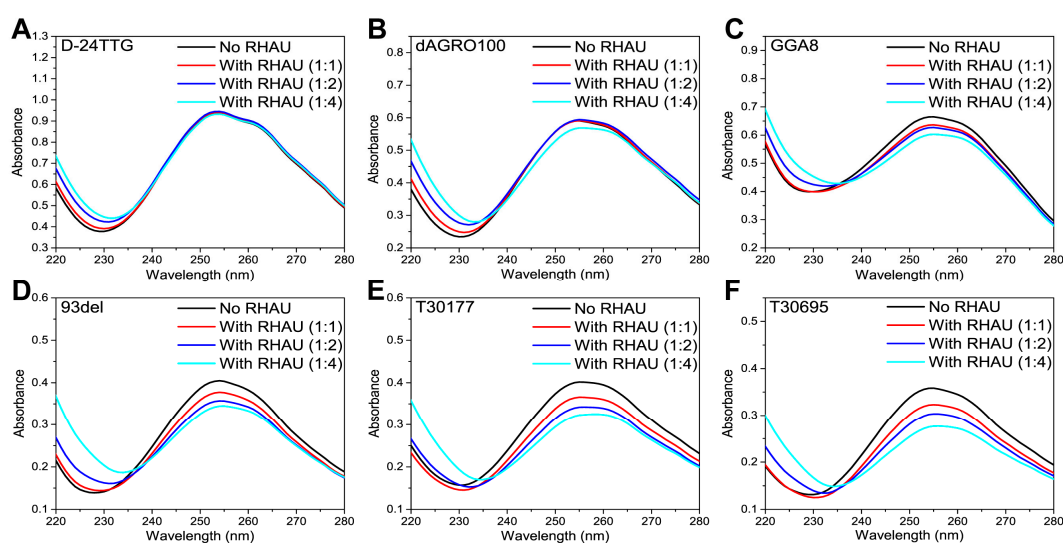 A
D-24TTG
No RHAU
With RHAU (1:1)
With RHAU (1:2)
With RHAU (1:4)
1.3
1.2
1.1
1.0
0.9
0.8
0.7
0.6
0.5
0.4
0.3
Absorbance
220 230 240 250 260 270 280
Wavelength (nm)
B
dAGRO100
No RHAU
With RHAU (1:1)
With RHAU (1:2)
With RHAU (1:4)
0.8
0.7
0.6
0.5
0.4
0.3
0.2
Absorbance
220 230 240 250 260 270 280
Wavelength (nm)
C
GGA8
No RHAU
With RHAU (1:1)
With RHAU (1:2)
With RHAU (1:4)
0.9
0.8
0.7
0.6
0.5
0.4
0.3
0.2
Absorbance
220 230 240 250 260 270 280
Wavelength (nm)
D
93del
No RHAU
With RHAU (1:1)
With RHAU (1:2)
With RHAU (1:4)
0.6
0.5
0.4
0.3
0.2
0.1
Absorbance
220 230 240 250 260 270 280
Wavelength (nm)
E
T30177
No RHAU
With RHAU (1:1)
With RHAU (1:2)
With RHAU (1:4)
0.6
0.5
0.4
0.3
0.2
0.1
Absorbance
220 230 240 250 260 270 280
Wavelength (nm)
F
T30695
No RHAU
With RHAU (1:1)
With RHAU (1:2)
With RHAU (1:4)
0.5
0.4
0.3
0.2
0.1
Absorbance
220 230 240 250 260 270 280
Wavelength (nm)